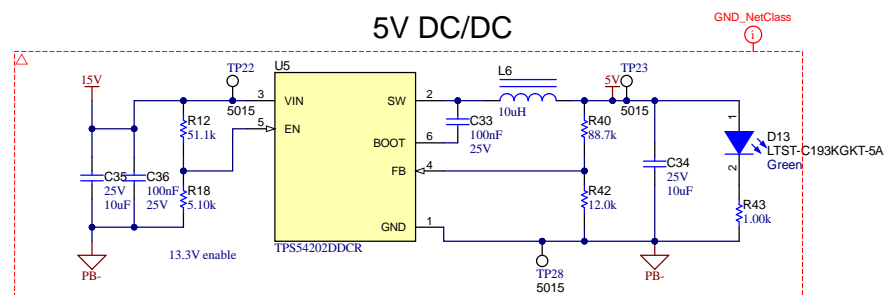 5V DC/DC
GND_NetClass
i
U5
TP22
5015
15V
R12
51.1k
3
VIN
5
EN
SW
2
BOOT
6
FB
4
GND
1
TPS54202DDCR
L6
10uH
C33
100nF
25V
5V
TP23
5015
R40
88.7k
R42
12.0k
C34
25V
10uF
1
D13
LTST-C193KGKT-5A
Green
2
R43
1.00k
C35
25V
10uF
C36
100nF
25V
R18
5.10k
13.3V enable
PB-
TP28
5015
PB-